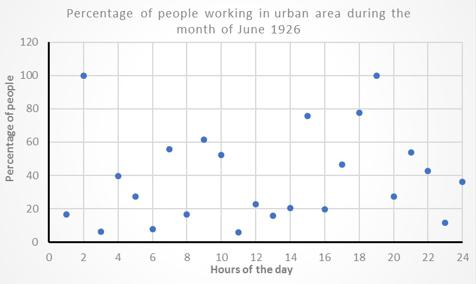 Percentage of people working in urban area during the
month of June 1926
120
100
80
60
40
20
0
Percentage of people
0 2 4 6 8 10 12 14 16 18 20 22 24
Hours of the day